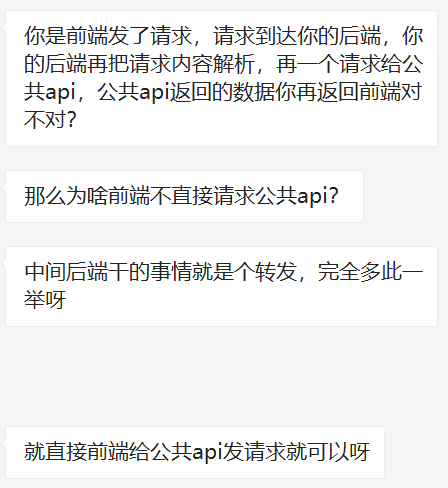 你是前端发了请求，请求到达你的后端，你
的后端再把请求内容解析，再一个请求给公
共api，公共api返回的数据你再返回前端对
不对？
那么为啥前端不直接请求公共api？
中间后端干的事情就是个转发，完全多此一
举呀
就直接前端给公共api发请求就可以呀